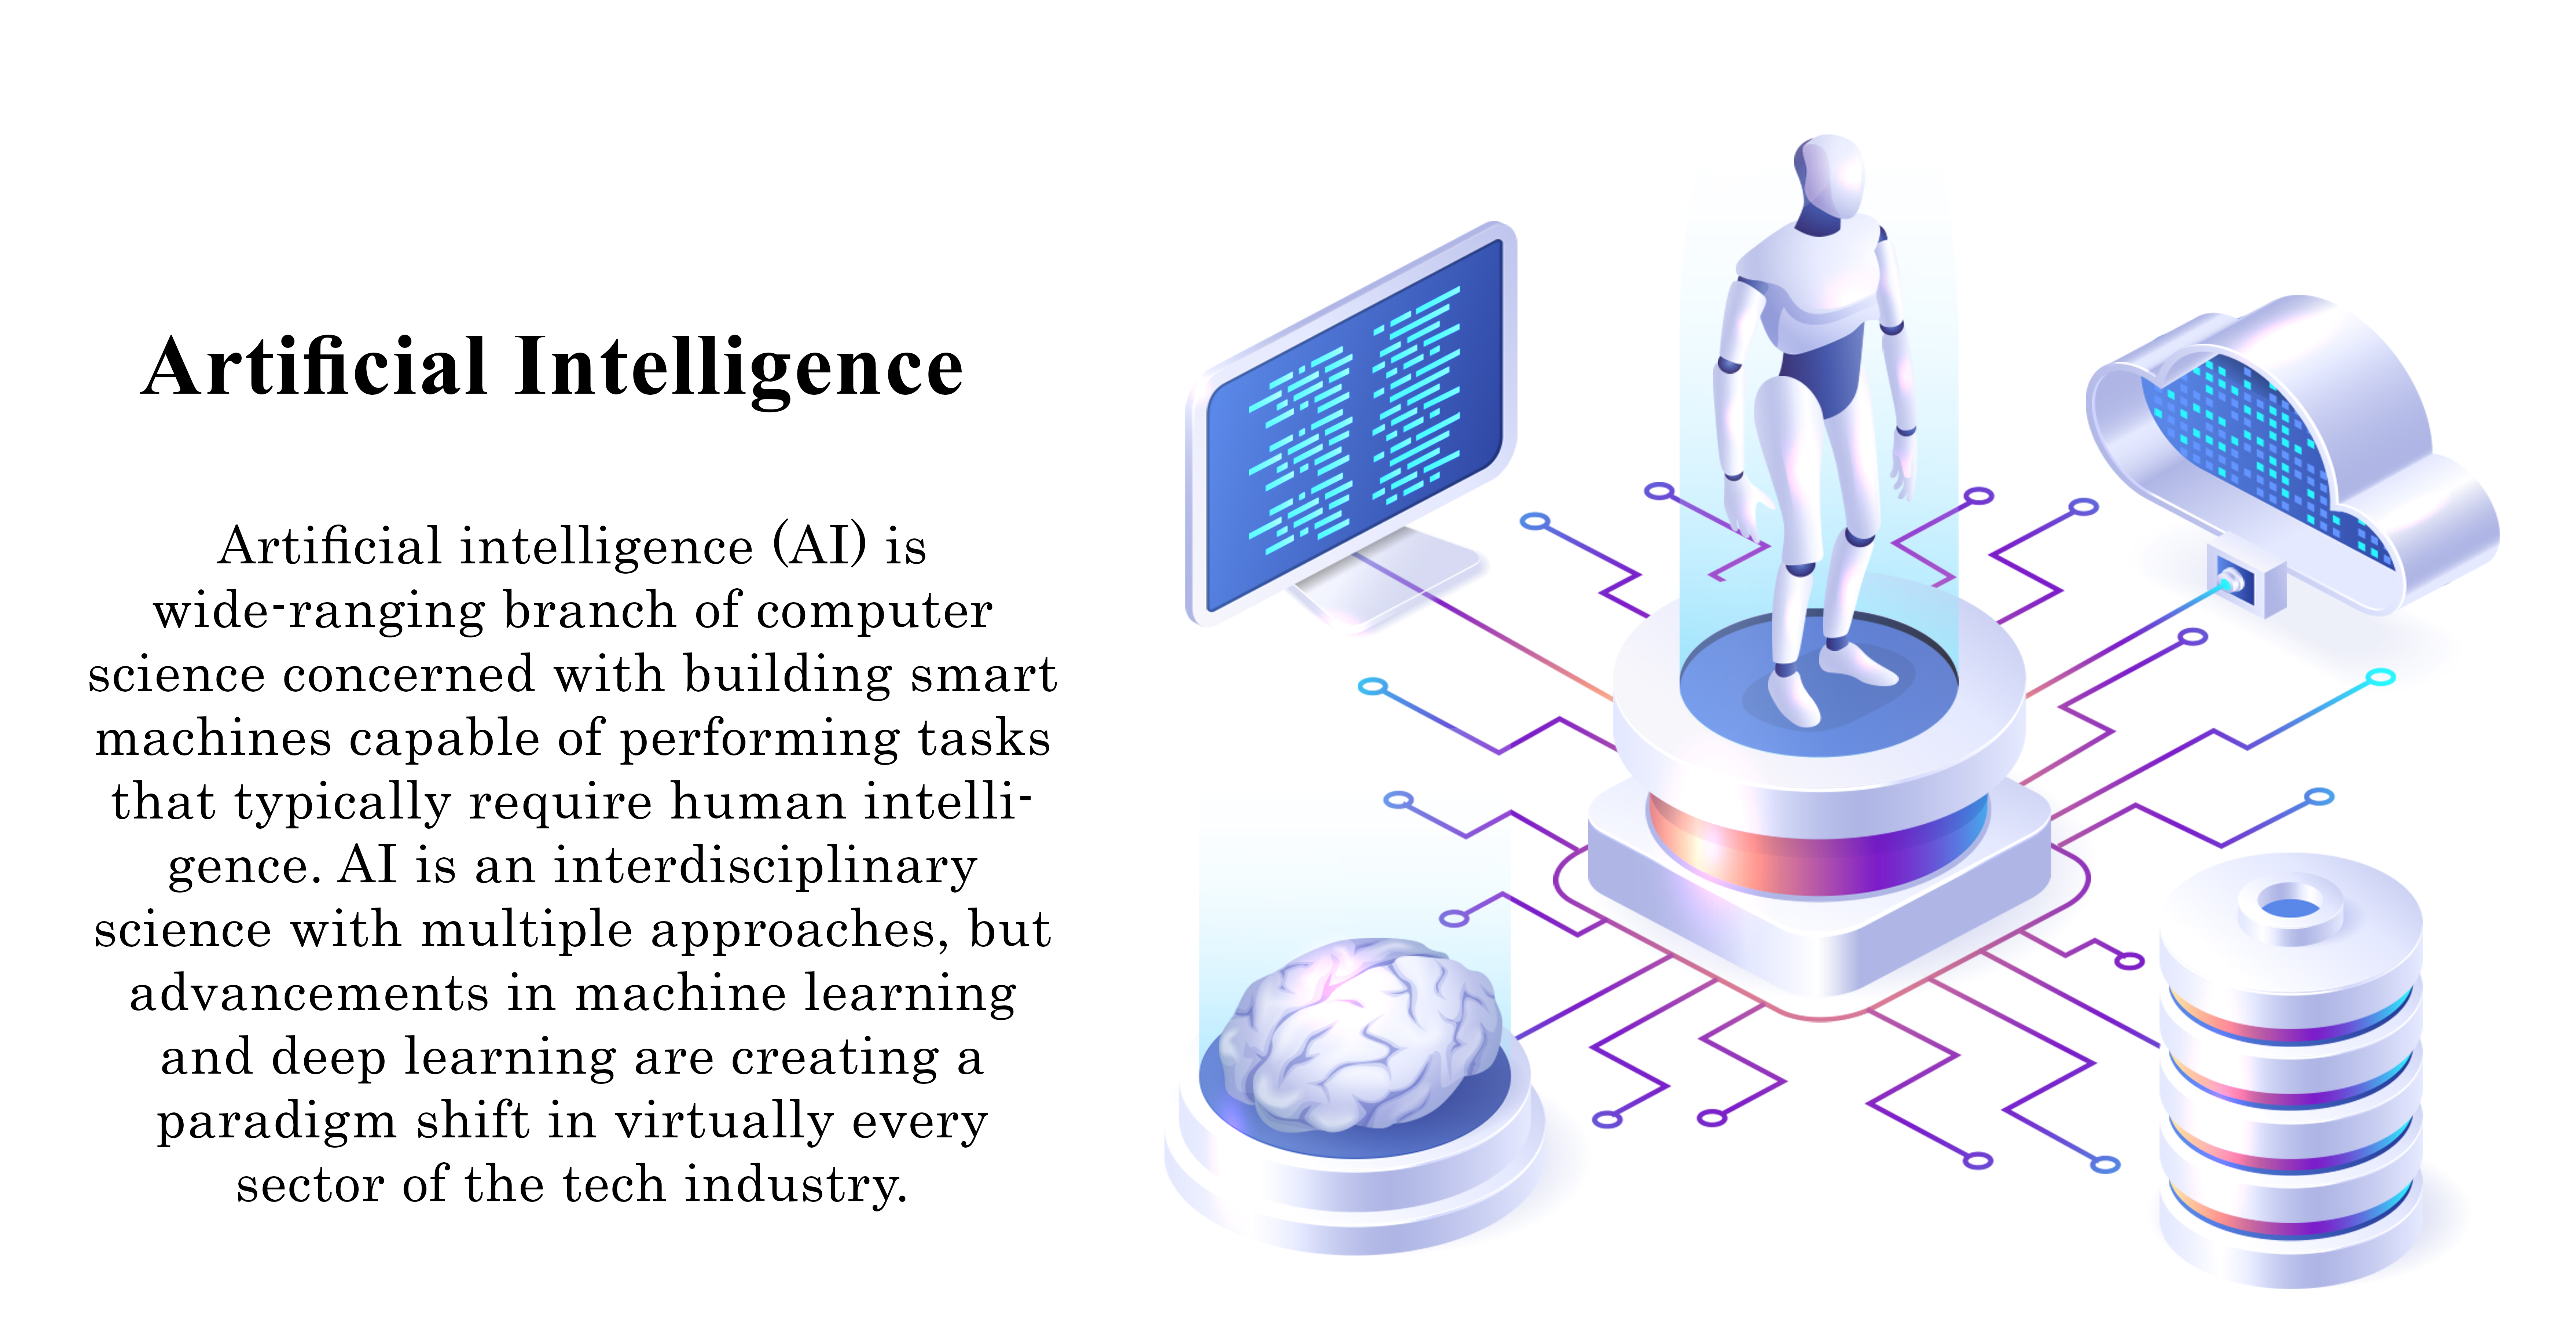 Artificial Intelligence
Artificial intelligence (AI) is
wide-ranging branch of computer
science concerned with building smart
machines capable of performing tasks
that typically require human intelli-
gence. AI is an interdisciplinary
science with multiple approaches, but
advancements in machine learning
and deep learning are creating a
paradigm shift in virtually every
sector of the tech industry.